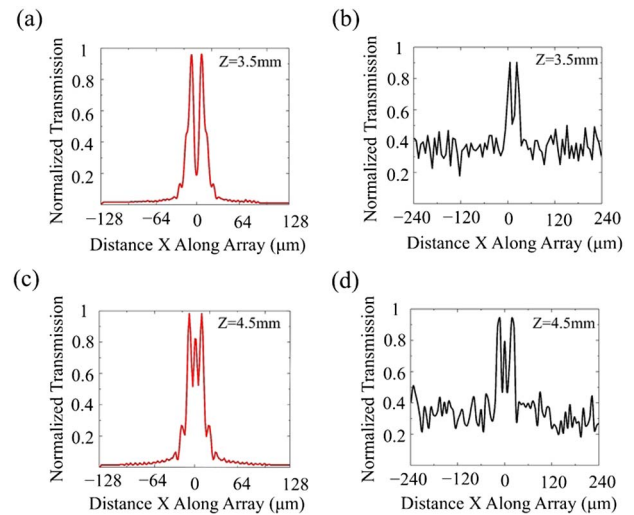 (a)
Normalized Transmission
1
0.8
0.6
0.4
0.2
Z=3.5mm
−128 −64 0 64 128
Distance X Along Array (μm)
(b)
Normalized Transmission
1
0.8
0.6
0.4
0.2
Z=3.5mm
−240 −120 0 120 240
Distance X Along Array (μm)
(c)
Normalized Transmission
1
0.8
0.6
0.4
0.2
Z=4.5mm
−128 −64 0 64 128
Distance X Along Array (μm)
(d)
Normalized Transmission
1
0.8
0.6
0.4
0.2
Z=4.5mm
−240 −120 0 120 240
Distance X Along Array (μm)